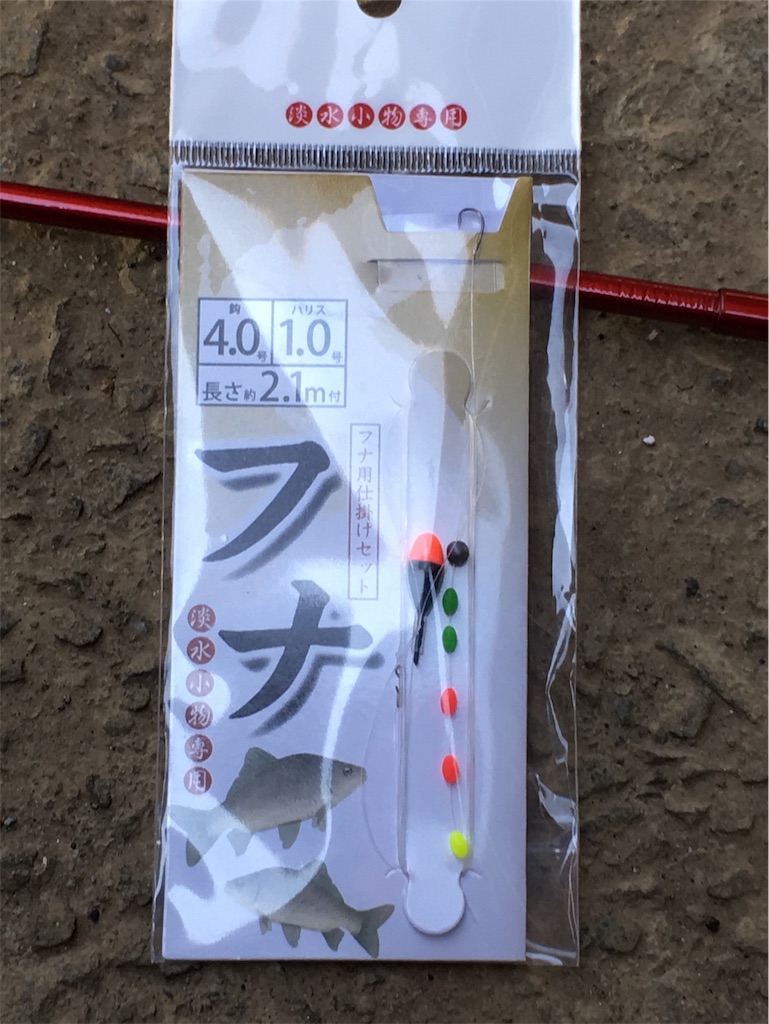 淡水小物専用
鈎 ハリス
4.0号 1.0号
長さ約2.1m付
フナ用仕掛けセット
フナ
淡水小物専用